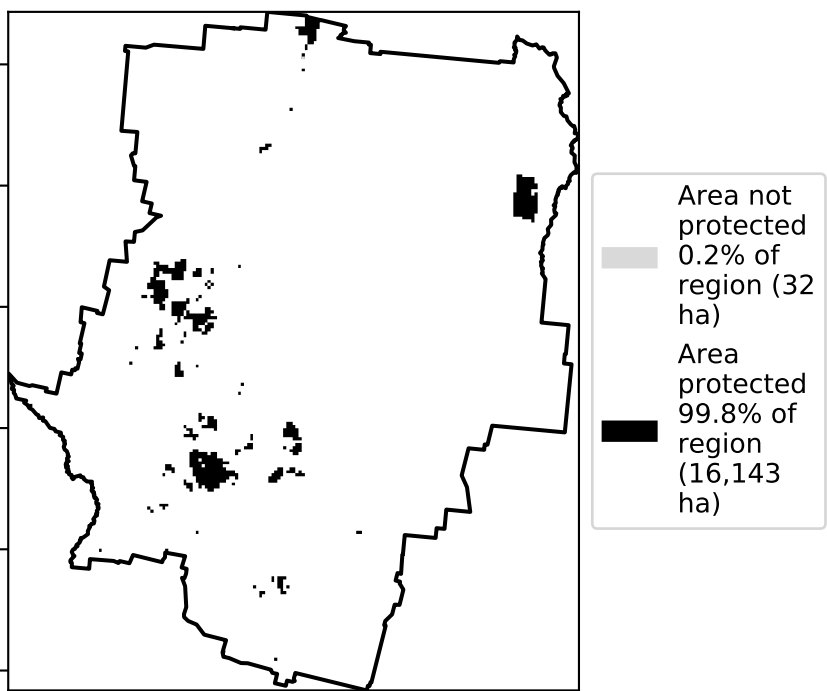 Area not
protected
0.2% of
region (32
ha)
Area
protected
99.8% of
region
(16,143
ha)